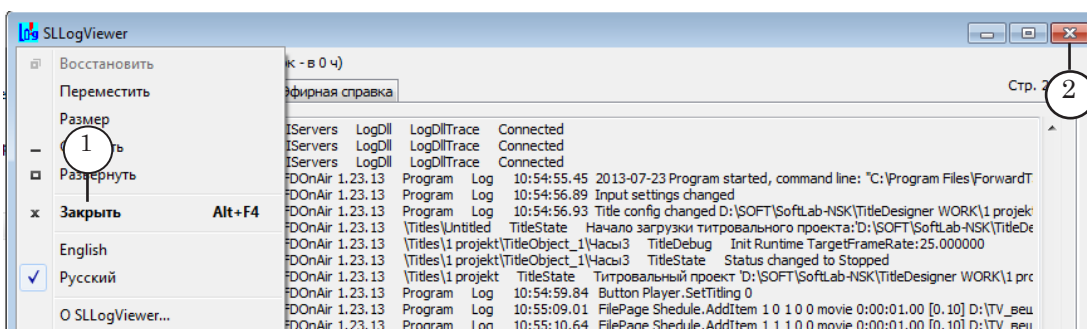 SLLogViewer
Восстановить
Переместить
Размер
Развернуть
Закрыть Alt+F4
English
Русский
О SLLogViewer...
- в 0 ч)
Эфирная справка
Стр. 2
1
2
IServers LogDll LogDllTrace Connected
IServers LogDll LogDllTrace Connected
IServers LogDll LogDllTrace Connected
FDOnAir 1.23.13 Program Log 10:54:55.45 2013-07-23 Program started, command line: "C:\Program Files\ForwardT
FDOnAir 1.23.13 Program Log 10:54:56.89 Input settings changed
FDOnAir 1.23.13 Program Log 10:54:56.93 Title config changed D:\SOFT\SoftLab-NSK\TitleDesigner WORK\1 projekt
FDOnAir 1.23.13 \Titles\Untitled TitleState Начало загрузки титровального проекта:'D:\SOFT\SoftLab-NSK\TitleDe
FDOnAir 1.23.13 \Titles\1 projekt\TitleObject_1\Часы3 TitleDebug Init Runtime TargetFrameRate:25.000000
FDOnAir 1.23.13 \Titles\1 projekt\TitleObject_1\Часы3 TitleState Status changed to Stopped
FDOnAir 1.23.13 \Titles\1 projekt TitleState Титровальный проект 'D:\SOFT\SoftLab-NSK\TitleDesigner WORK\1 pro
FDOnAir 1.23.13 Program Log 10:54:59.84 Button Player.SetTitling 0
FDOnAir 1.23.13 Program Log 10:55:09.01 FilePage Shedule.AddItem 1 0 1 0 0 movie 0:00:01.00 [0.10] D:\TV_вещ
FDOnAir 1.23.13 Program Log 10:55:10.64 FilePage Shedule.AddItem 1 1 1 0 0 movie 0:00:01.00 [0.10] D:\TV_вещ